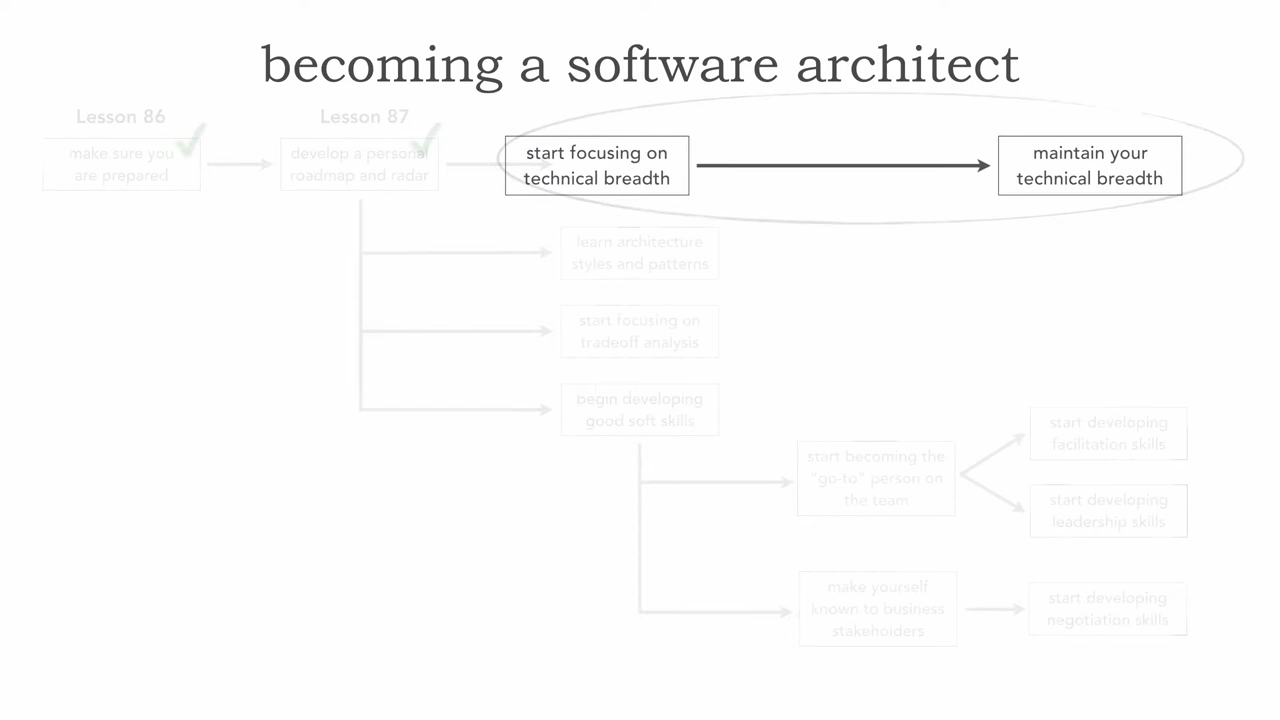 becoming a software architect
Lesson 86
make sure you
are prepared
Lesson 87
develop a personal
roadmap and radar
start focusing on
technical breadth
maintain your
technical breadth
learn architecture
styles and patterns
start focusing on
tradeoff analysis
begin developing
good soft skills
start becoming the
"go-to" person on
the team
start developing
facilitation skills
start developing
leadership skills
make yourself
known to business
stakeholders
start developing
negotiation skills